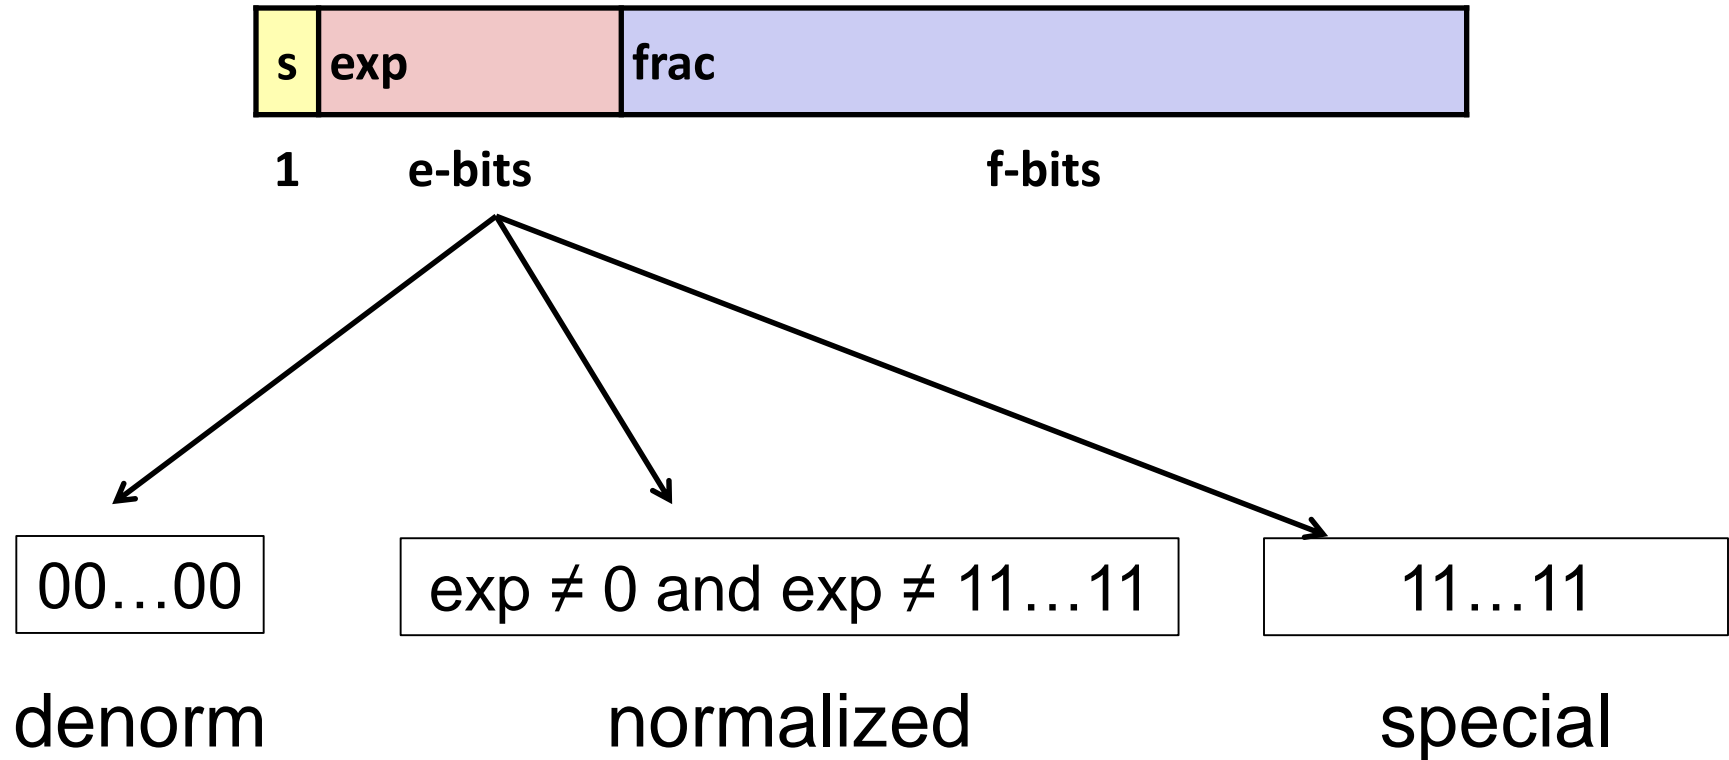 s exp frac
1 e-bits f-bits
00…00 exp ≠ 0 and exp ≠ 11…11 11…11
denorm normalized special